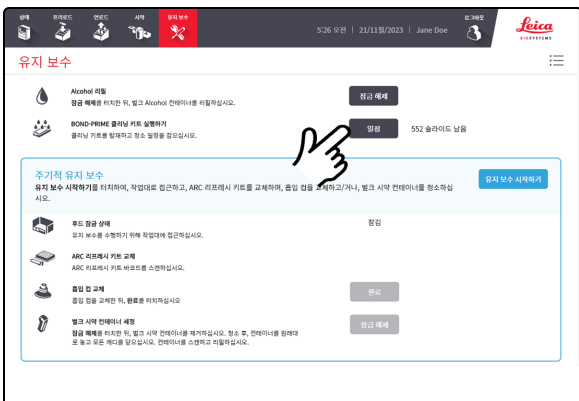 상태 프리로드 언로드 시약 유지 보수 로그아웃
5:26 오전 | 21/11월/2023 | Jane Doe
Leica
BIOSYSTEMS
유지 보수
Alcohol 리필
잠금 해제를 터치한 뒤, 벌크 Alcohol 컨테이너를 리필하십시오.
잠금 해제
BOND-PRIME 클리닝 키트 실행하기
클리닝 키트를 탑재하고 청소 일정을 잡으십시오.
일정
552 슬라이드 남음
주기적 유지 보수
유지 보수 시작하기를 터치하여, 작업대로 접근하고, ARC 리프레시 키트를 교체하며, 흡입 컵을 교체하고/거나, 벌크 시약 컨테이너를 청소하십
시오.
유지 보수 시작하기
후드 잠금 상태
유지 보수를 수행하기 위해 작업대에 접근하십시오.
잠김
ARC 리프레시 키트 교체
ARC 리프레시 키트 바코드를 스캔하십시오.
흡입 컵 교체
흡입 컵을 교체한 뒤, 완료를 터치하십시오
완료
벌크 시약 컨테이너 세정
잠금 해제를 터치한 뒤, 벌크 시약 컨테이너를 제거하십시오. 청소 후, 컨테이너를 원래대
로 놓고 모든 캐디를 닫으십시오. 컨테이너를 스캔하고 리필하십시오.
잠금 해제